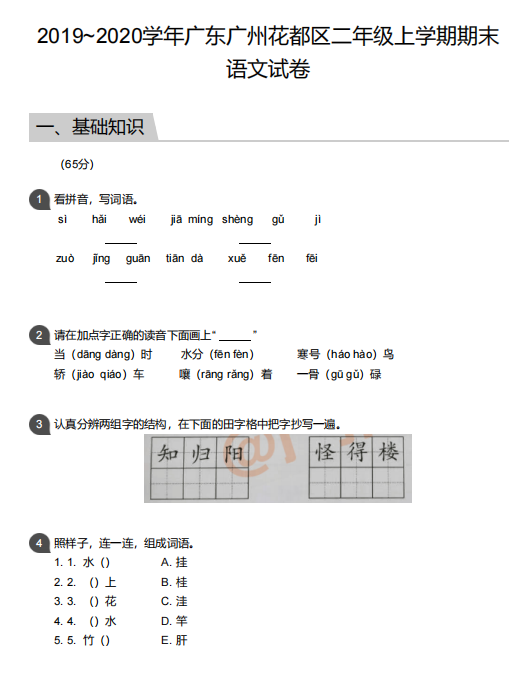 2019~2020学年广东广州花都区二年级上学期期末
语文试卷
一、基础知识
(65分)
1 看拼音，写词语。
sì hǎi wéi jiā míng shèng gǔ jì
_____ _____
zuò jǐng guān tiān dà xuě fēn fēi
_____ _____
2 请在加点字正确的读音下面画上“ _____ ”
当（dāng dàng）时 水分（fēn fèn） 寒号（háo hào）鸟
轿（jiào qiáo）车 嚷（rāng rǎng）着 一骨（gū gǔ）碌
3 认真分辨两组字的结构，在下面的田字格中把字抄写一遍。
知 归 阳 怪 得 楼
4 照样子，连一连，组成词语。
1. 1. 水（） A. 挂
2. 2. （）上 B. 桂
3. 3. （）花 C. 洼
4. 4. （）水 D. 竿
5. 5. 竹（） E. 肝